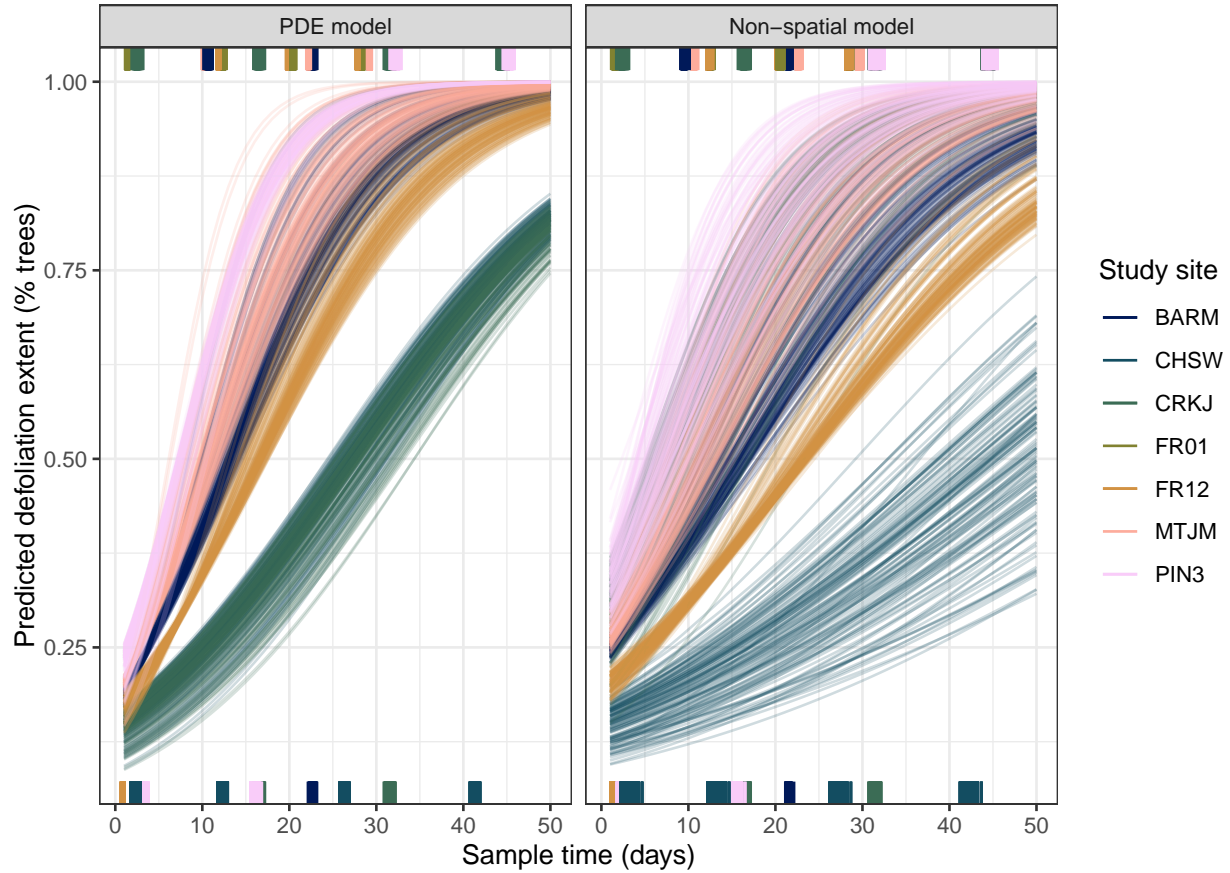 PDE model
Non−spatial model
Predicted defoliation extent (% trees)
1.00
0.75
0.50
0.25
0 10 20 30 40 50
0 10 20 30 40 50
Sample time (days)
Study site
BARM
CHSW
CRKJ
FR01
FR12
MTJM
PIN3